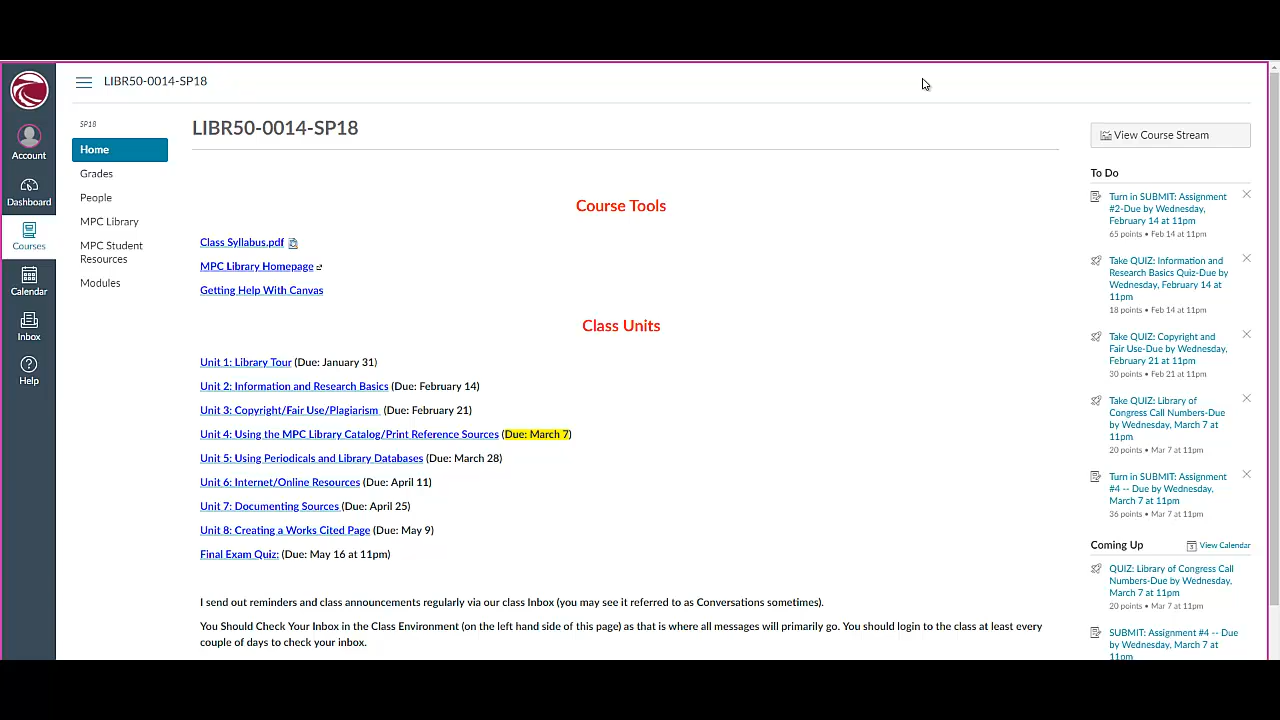 LIBR50-0014-SP18
Account
Dashboard
Courses
Calendar
Inbox
Help
SP18
Home
Grades
People
MPC Library
MPC Student
Resources
Modules
LIBR50-0014-SP18
Course Tools
Class Syllabus.pdf
MPC Library Homepage
Getting Help With Canvas
Class Units
Unit 1: Library Tour (Due: January 31)
Unit 2: Information and Research Basics (Due: February 14)
Unit 3: Copyright/Fair Use/Plagiarism (Due: February 21)
Unit 4: Using the MPC Library Catalog/Print Reference Sources (Due: March 7)
Unit 5: Using Periodicals and Library Databases (Due: March 28)
Unit 6: Internet/Online Resources (Due: April 11)
Unit 7: Documenting Sources (Due: April 25)
Unit 8: Creating a Works Cited Page (Due: May 9)
Final Exam Quiz: (Due: May 16 at 11pm)
I send out reminders and class announcements regularly via our class Inbox (you may see it referred to as Conversations sometimes).
You Should Check Your Inbox in the Class Environment (on the left hand side of this page) as that is where all messages will primarily go. You should login to the class at least every
couple of days to check your inbox.
View Course Stream
To Do
Turn in SUBMIT: Assignment
#2-Due by Wednesday,
February 14 at 11pm
65 points • Feb 14 at 11pm
Take QUIZ: Information and
Research Basics Quiz-Due by
Wednesday, February 14 at
11pm
18 points • Feb 14 at 11pm
Take QUIZ: Copyright and
Fair Use-Due by Wednesday,
February 21 at 11pm
30 points • Feb 21 at 11pm
Take QUIZ: Library of
Congress Call Numbers-Due
by Wednesday, March 7 at
11pm
20 points • Mar 7 at 11pm
Turn in SUBMIT: Assignment
#4 -- Due by Wednesday,
March 7 at 11pm
36 points • Mar 7 at 11pm
Coming Up
View Calendar
QUIZ: Library of Congress Call
Numbers-Due by Wednesday,
March 7 at 11pm
20 points • Mar 7 at 11pm
SUBMIT: Assignment #4 -- Due
by Wednesday, March 7 at
11pm